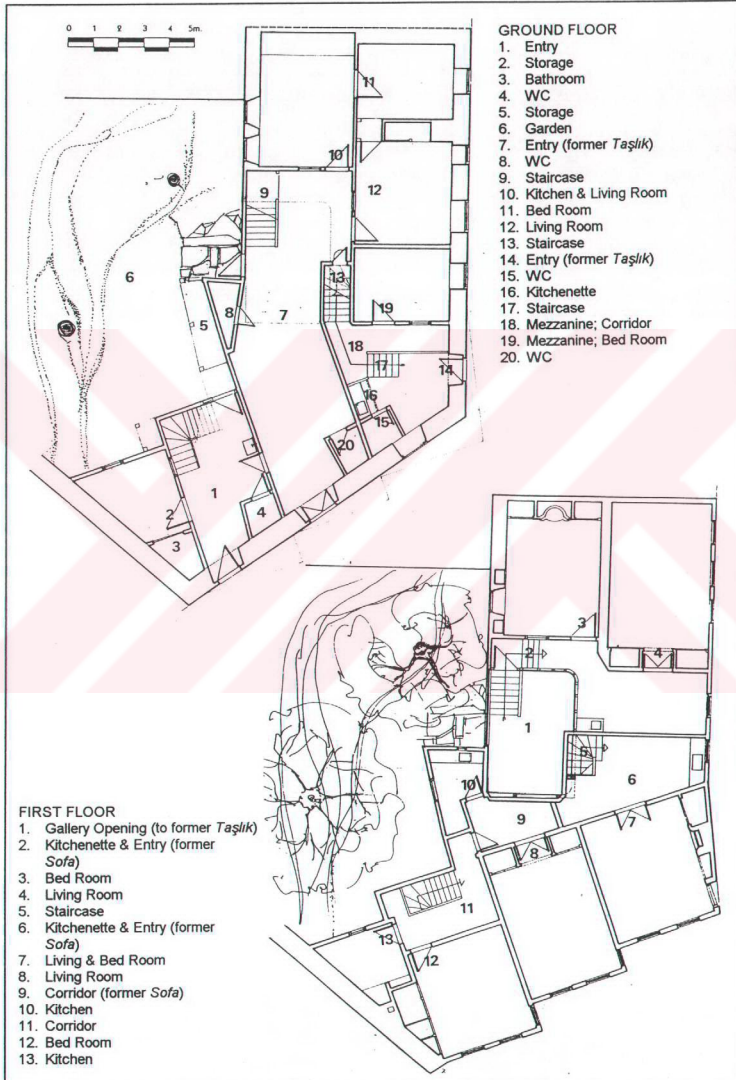 0 1 2 3 4 5m.
GROUND FLOOR
1. Entry
2. Storage
3. Bathroom
4. WC
5. Storage
6. Garden
7. Entry (former Taşlık)
8. WC
9. Staircase
10. Kitchen & Living Room
11. Bed Room
12. Living Room
13. Staircase
14. Entry (former Taşlık)
15. WC
16. Kitchenette
17. Staircase
18. Mezzanine; Corridor
19. Mezzanine; Bed Room
20. WC
11
10
9
12
6
13
8
7
19
5
18
17
14
16
15
20
1
2
4
3
3
2
4
1
5
6
10
9
7
8
11
13
12
FIRST FLOOR
1. Gallery Opening (to former Taşlık)
2. Kitchenette & Entry (former
Sofa)
3. Bed Room
4. Living Room
5. Staircase
6. Kitchenette & Entry (former
Sofa)
7. Living & Bed Room
8. Living Room
9. Corridor (former Sofa)
10. Kitchen
11. Corridor
12. Bed Room
13. Kitchen